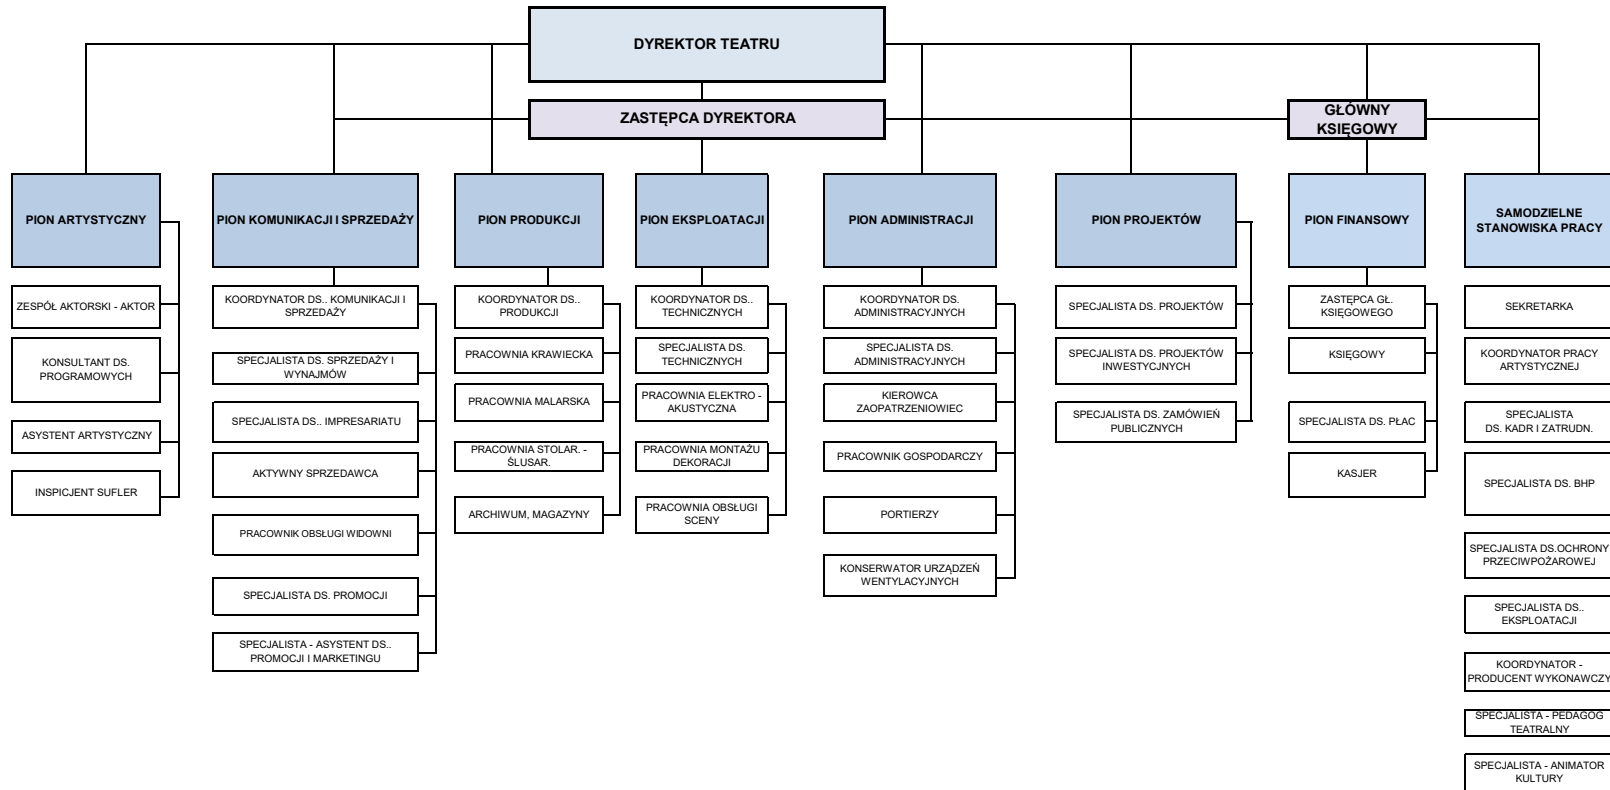 DYREKTOR TEATRU
ZASTĘPCA DYREKTORA
GŁÓWNY
KSIĘGOWY
PION ARTYSTYCZNY
PION KOMUNIKACJI I SPRZEDAŻY
PION PRODUKCJI
PION EKSPLOATACJI
PION ADMINISTRACJI
PION PROJEKTÓW
PION FINANSOWY
SAMODZIELNE
STANOWISKA PRACY
ZESPÓŁ AKTORSKI - AKTOR
KONSULTANT DS.
PROGRAMOWYCH
ASYSTENT ARTYSTYCZNY
INSPICJENT SUFLER
KOORDYNATOR DS.. KOMUNIKACJI I
SPRZEDAŻY
SPECJALISTA DS. SPRZEDAŻY I
WYNAJMÓW
SPECJALISTA DS.. IMPRESARIATU
AKTYWNY SPRZEDAWCA
PRACOWNIK OBSŁUGI WIDOWNI
SPECJALISTA DS. PROMOCJI
SPECJALISTA - ASYSTENT DS..
PROMOCJI I MARKETINGU
KOORDYNATOR DS..
PRODUKCJI
PRACOWNIA KRAWIECKA
PRACOWNIA MALARSKA
PRACOWNIA STOLAR. -
ŚLUSAR.
ARCHIWUM, MAGAZYNY
KOORDYNATOR DS..
TECHNICZNYCH
SPECJALISTA DS.
TECHNICZNYCH
PRACOWNIA ELEKTRO -
AKUSTYCZNA
PRACOWNIA MONTAŻU
DEKORACJI
PRACOWNIA OBSŁUGI
SCENY
KOORDYNATOR DS.
ADMINISTRACYJNYCH
SPECJALISTA DS.
ADMINISTRACYJNYCH
KIEROWCA
ZAOPATRZENIOWIEC
PRACOWNIK GOSPODARCZY
PORTIERZY
KONSERWATOR URZĄDZEŃ
WENTYLACYJNYCH
SPECJALISTA DS. PROJEKTÓW
SPECJALISTA DS. PROJEKTÓW
INWESTYCJNYCH
SPECJALISTA DS. ZAMÓWIEŃ
PUBLICZNYCH
ZASTĘPCA GŁ.
KSIĘGOWEGO
KSIĘGOWY
SPECJALISTA DS. PŁAC
KASJER
SEKRETARKA
KOORDYNATOR PRACY
ARTYSTYCZNEJ
SPECJALISTA
DS. KADR I ZATRUDN.
SPECJALISTA DS. BHP
SPECJALISTA DS.OCHRONY
PRZECIWPOŻAROWEJ
SPECJALISTA DS..
EKSPLOATACJI
KOORDYNATOR -
PRODUCENT WYKONAWCZY
SPECJALISTA - PEDAGOG
TEATRALNY
SPECJALISTA - ANIMATOR
KULTURY